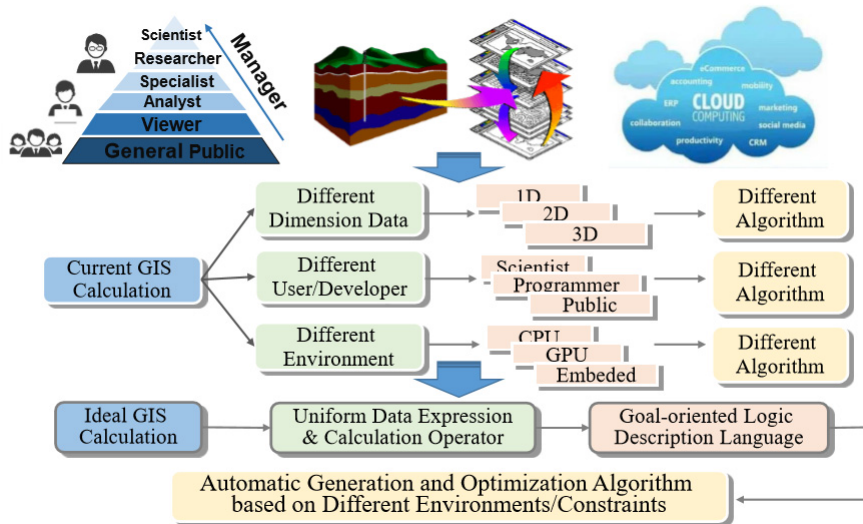 Scientist
Researcher
Specialist
Analyst
Viewer
General Public
Manager
eCommerce
accounting
mobility
ERP
CLOUD
COMPUTING
marketing
collaboration
social media
productivity
CRM
Different
Dimension Data
1D
2D
3D
Different
Algorithm
Current GIS
Calculation
Different
User/Developer
Scientist
Programmer
Public
Different
Algorithm
Different
Environment
CPU
GPU
Embeded
Different
Algorithm
Ideal GIS
Calculation
Uniform Data Expression
& Calculation Operator
Goal-oriented Logic
Description Language
Automatic Generation and Optimization Algorithm
based on Different Environments/Constraints